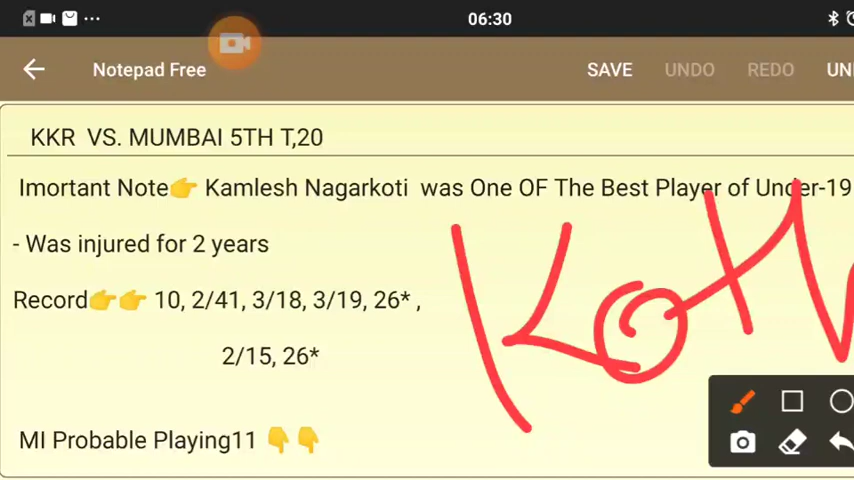 06:30
Notepad Free SAVE UNDO REDO UN
KKR VS. MUMBAI 5TH T,20
Imortant Note👉 Kamlesh Nagarkoti was One OF The Best Player of Under-19
- Was injured for 2 years
Record👉👉 10, 2/41, 3/18, 3/19, 26* ,
2/15, 26*
MI Probable Playing11 👇👇